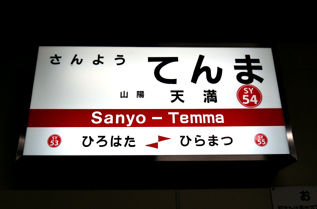 さんよう てんま
山陽 天満
SY 54
Sanyo – Temma
SY 53 ひろはた ひらまつ SY 55
お